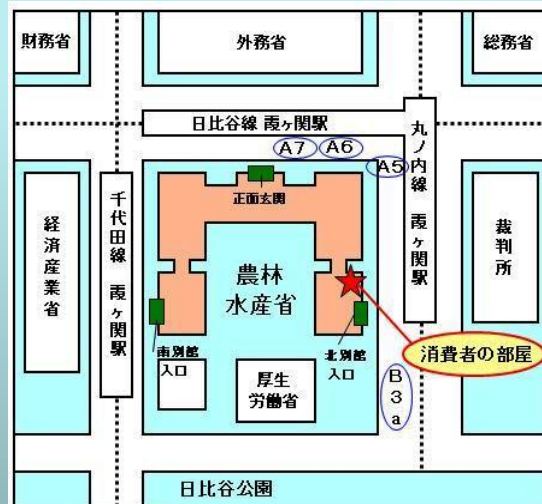 財務省
外務省
総務省
日比谷線 霞ヶ関駅
A7
A6
A5
丸ノ内線 霞ヶ関駅
正面玄関
経済産業省
千代田線 霞ヶ関駅
農林
水産省
裁判所
消費者の部屋
南別館
入口
北別館
入口
厚生
労働省
B3a
日比谷公園